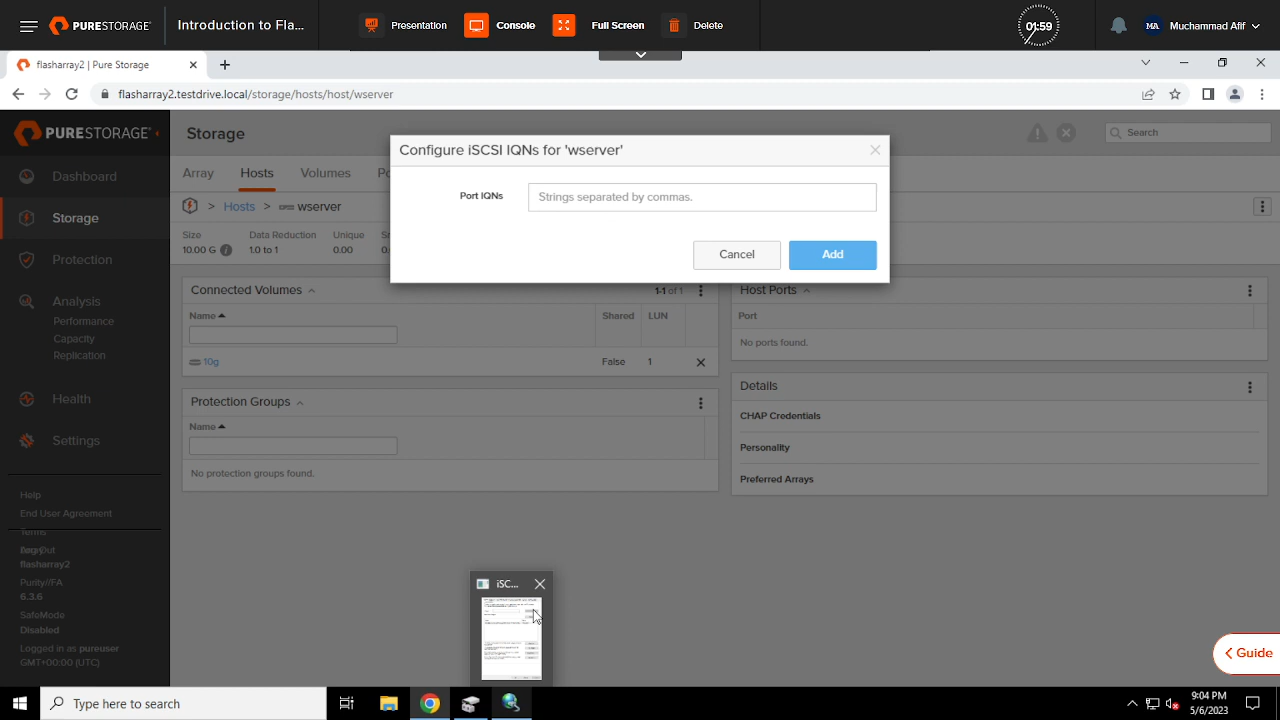 PURESTORAGE
Introduction to Fla...
Presentation
Console
Full Screen
Delete
01:59
MA
Muhammad Alif
flasharray2 | Pure Storage
flasharray2.testdrive.local/storage/hosts/host/wserver
PURESTORAGE
Storage
Search
Configure iSCSI IQNs for 'wserver'
Port IQNs
Strings separated by commas.
Cancel
Add
Dashboard
Storage
Protection
Analysis
Performance
Capacity
Replication
Health
Settings
Help
End User Agreement
Terms
flasharray2
Purity//FA
6.3.6
SafeMode
Disabled
Logged in as pureuser
GMT+00:00 (UTC)
Array
Hosts
Volumes
> Hosts > wserver
Size
10.00 G
Data Reduction
1.0 to 1
Unique
0.00
Connected Volumes
1-1 of 1
Name
Shared
LUN
10g
False
1
Protection Groups
Name
No protection groups found.
Host Ports
Port
No ports found.
Details
CHAP Credentials
Personality
Preferred Arrays
iSC...
Guide
Type here to search
9:04 PM
5/6/2023